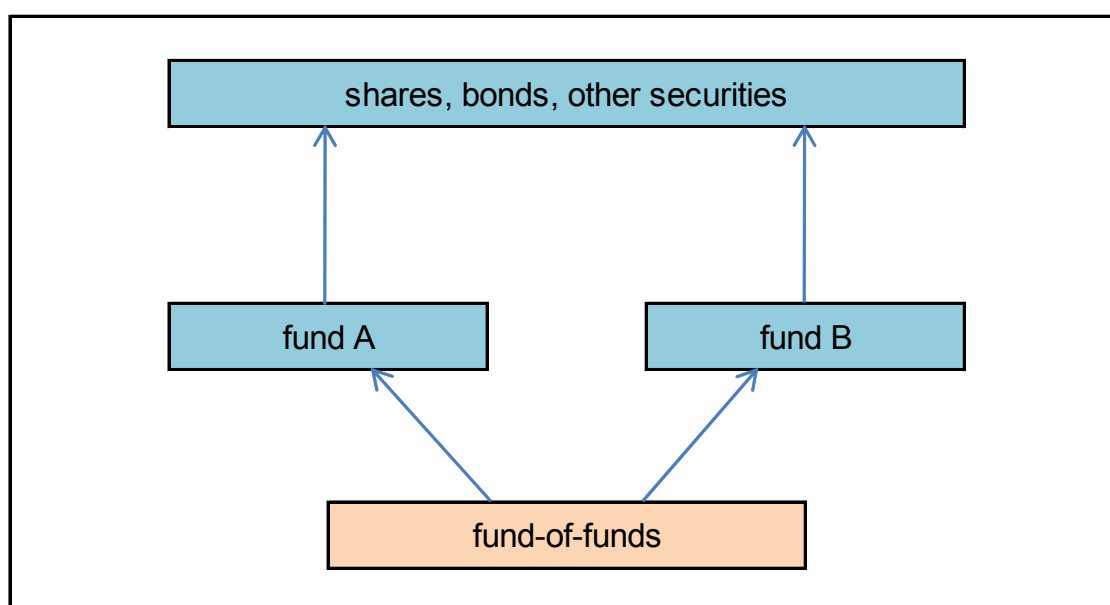 shares, bonds, other securities
fund A
fund B
fund-of-funds